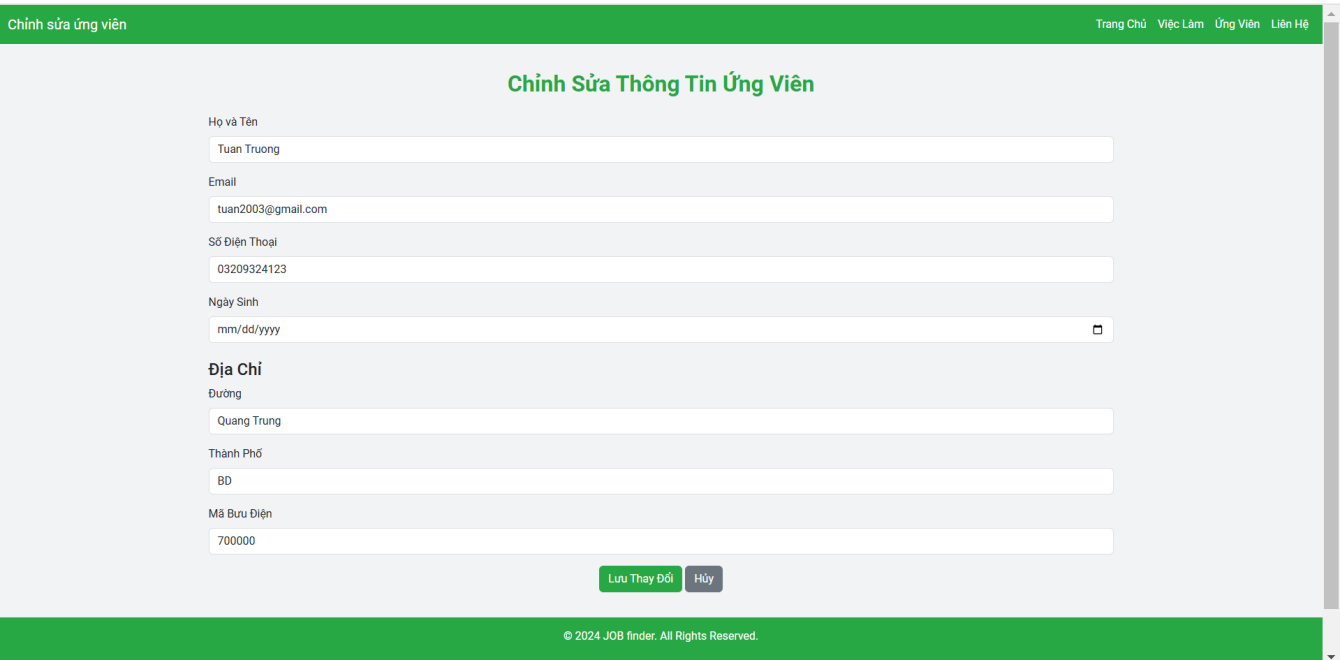 Chỉnh sửa ứng viên
Trang Chủ Việc Làm Ứng Viên Liên Hệ
Chỉnh Sửa Thông Tin Ứng Viên
Họ và Tên
Tuan Truong
Email
tuan2003@gmail.com
Số Điện Thoại
03209324123
Ngày Sinh
mm/dd/yyyy
Địa Chỉ
Đường
Quang Trung
Thành Phố
BD
Mã Bưu Điện
700000
Lưu Thay Đổi Hủy
© 2024 JOB finder. All Rights Reserved.